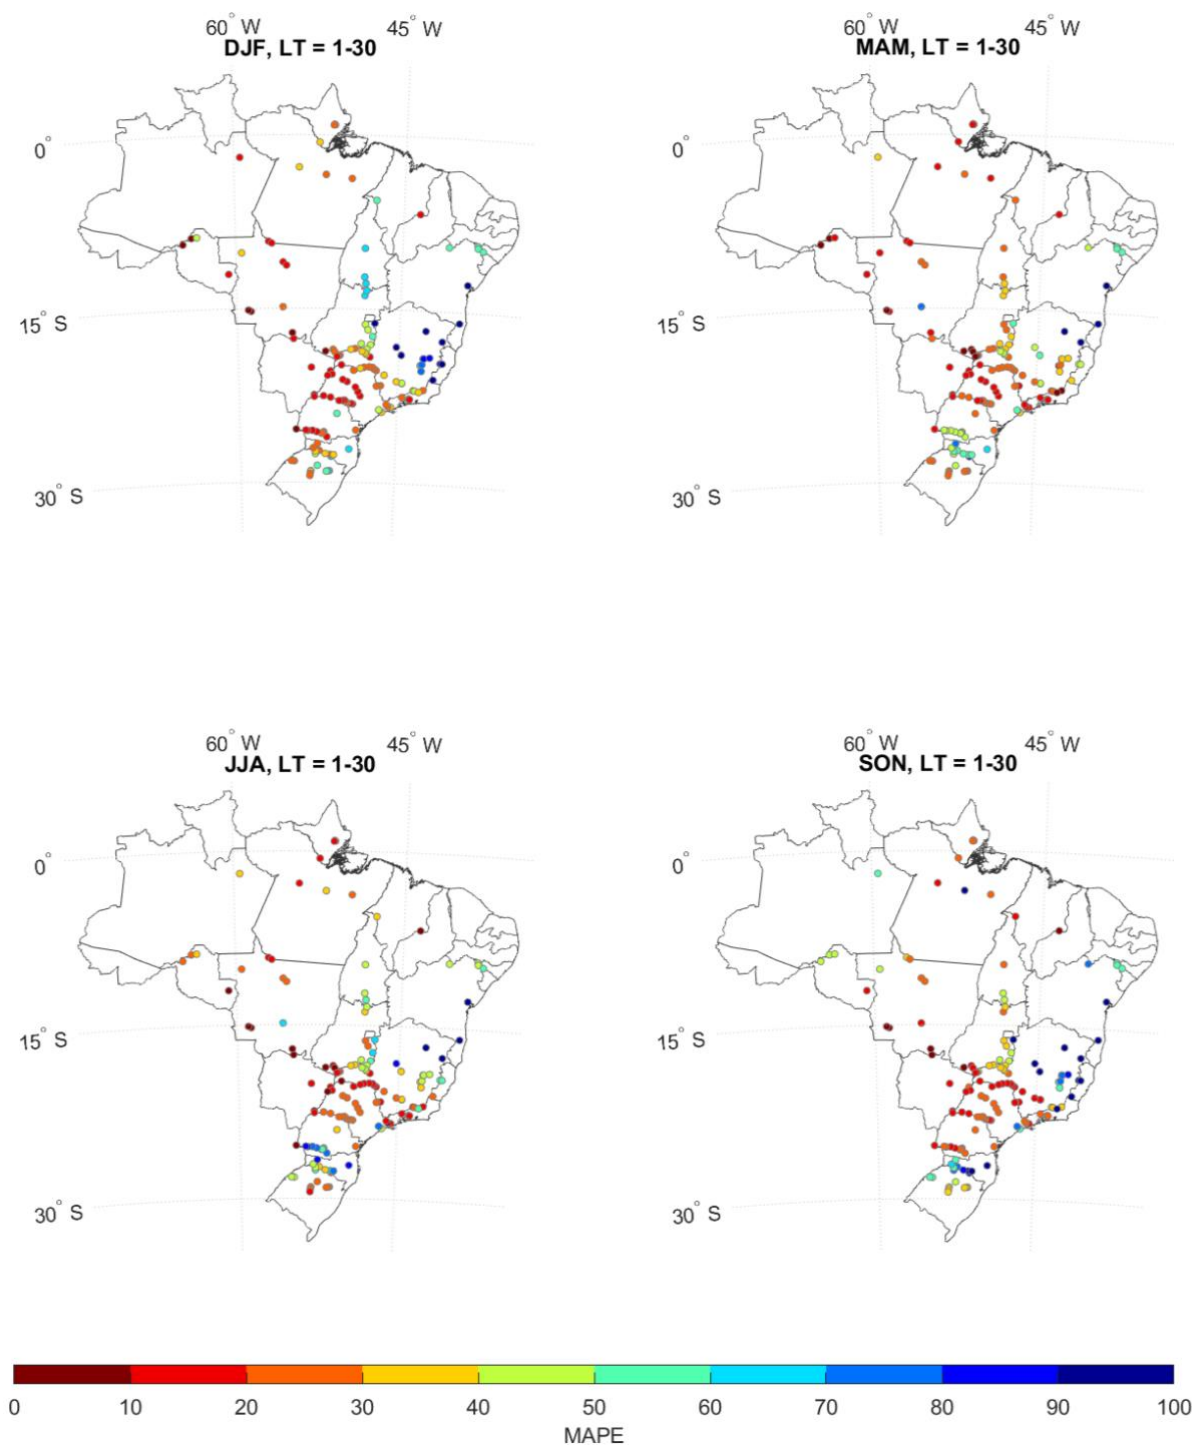 60° W 45° W
DJF, LT = 1-30
0°
15° S
30° S
60° W 45° W
MAM, LT = 1-30
0°
15° S
30° S
60° W 45° W
JJA, LT = 1-30
0°
15° S
30° S
60° W 45° W
SON, LT = 1-30
0°
15° S
30° S
0 10 20 30 40 50 60 70 80 90 100
MAPE